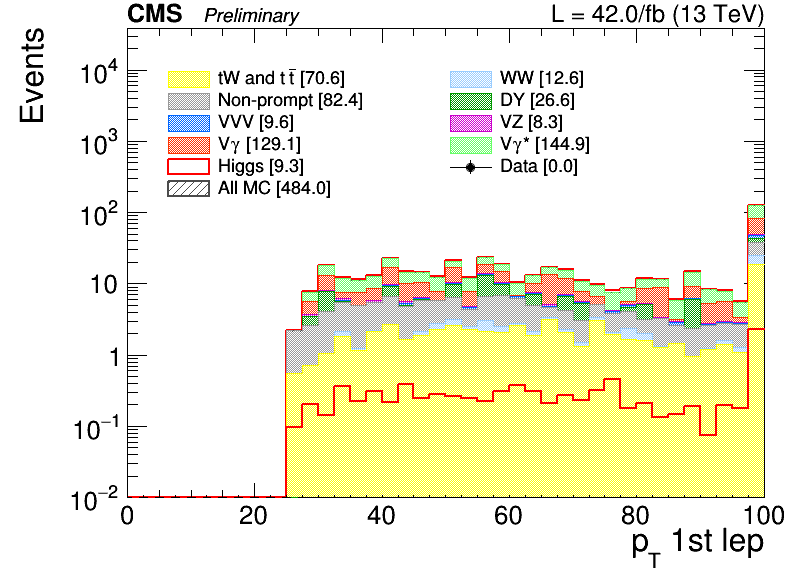 CMS Preliminary L = 42.0/fb (13 TeV)
Events
10⁴
10³
10²
10
1
10⁻¹
10⁻²
tW and tt̄ [70.6] WW [12.6]
Non-prompt [82.4] DY [26.6]
VVV [9.6] VZ [8.3]
Vγ [129.1] Vγ* [144.9]
Higgs [9.3] Data [0.0]
All MC [484.0]
0 20 40 60 80 100
p_T 1st lep